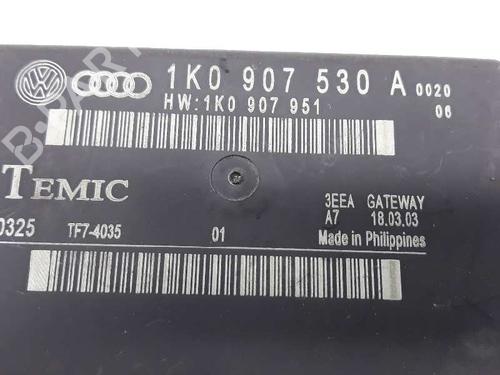 1K0 907 530 A 0020
HW:1K0 907 951 06
TEMIC
0325 TF7-4035 01
3EEA GATEWAY
A7 18.03.03
Made in Philippines
B-PARTS